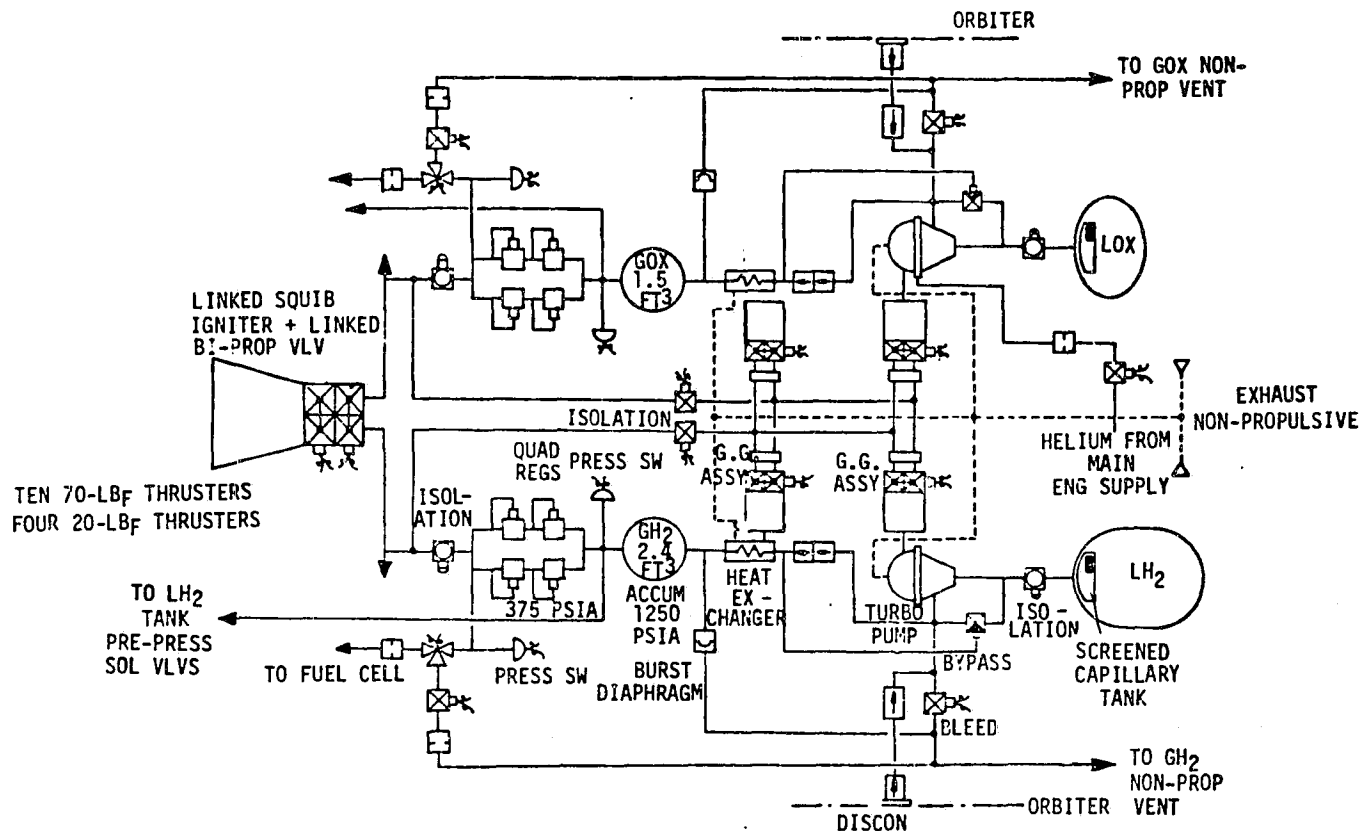 ORBITER
TO GOX NON-
PROP VENT
LOX
GOX
1.5
FT3
LINKED SQUIB
IGNITER + LINKED
BI-PROP VLV
ISOLATION
EXHAUST
NON-PROPULSIVE
HELIUM FROM
MAIN
ENG SUPPLY
QUAD
REGS
PRESS SW
G.G.
ASSY
G.G.
ASSY
TEN 70-LBF THRUSTERS
FOUR 20-LBF THRUSTERS
ISOL-
ATION
GH2
2.4
FT3
LH2
TO LH2
TANK
PRE-PRESS
SOL VLVS
375 PSIA
ACCUM
1250
PSIA
HEAT
EX-
CHANGER
TURBO
PUMP
ISO-
LATION
BYPASS
SCREENED
CAPILLARY
TANK
TO FUEL CELL
PRESS SW
BURST
DIAPHRAGM
BLEED
TO GH2
NON-PROP
VENT
ORBITER
DISCON